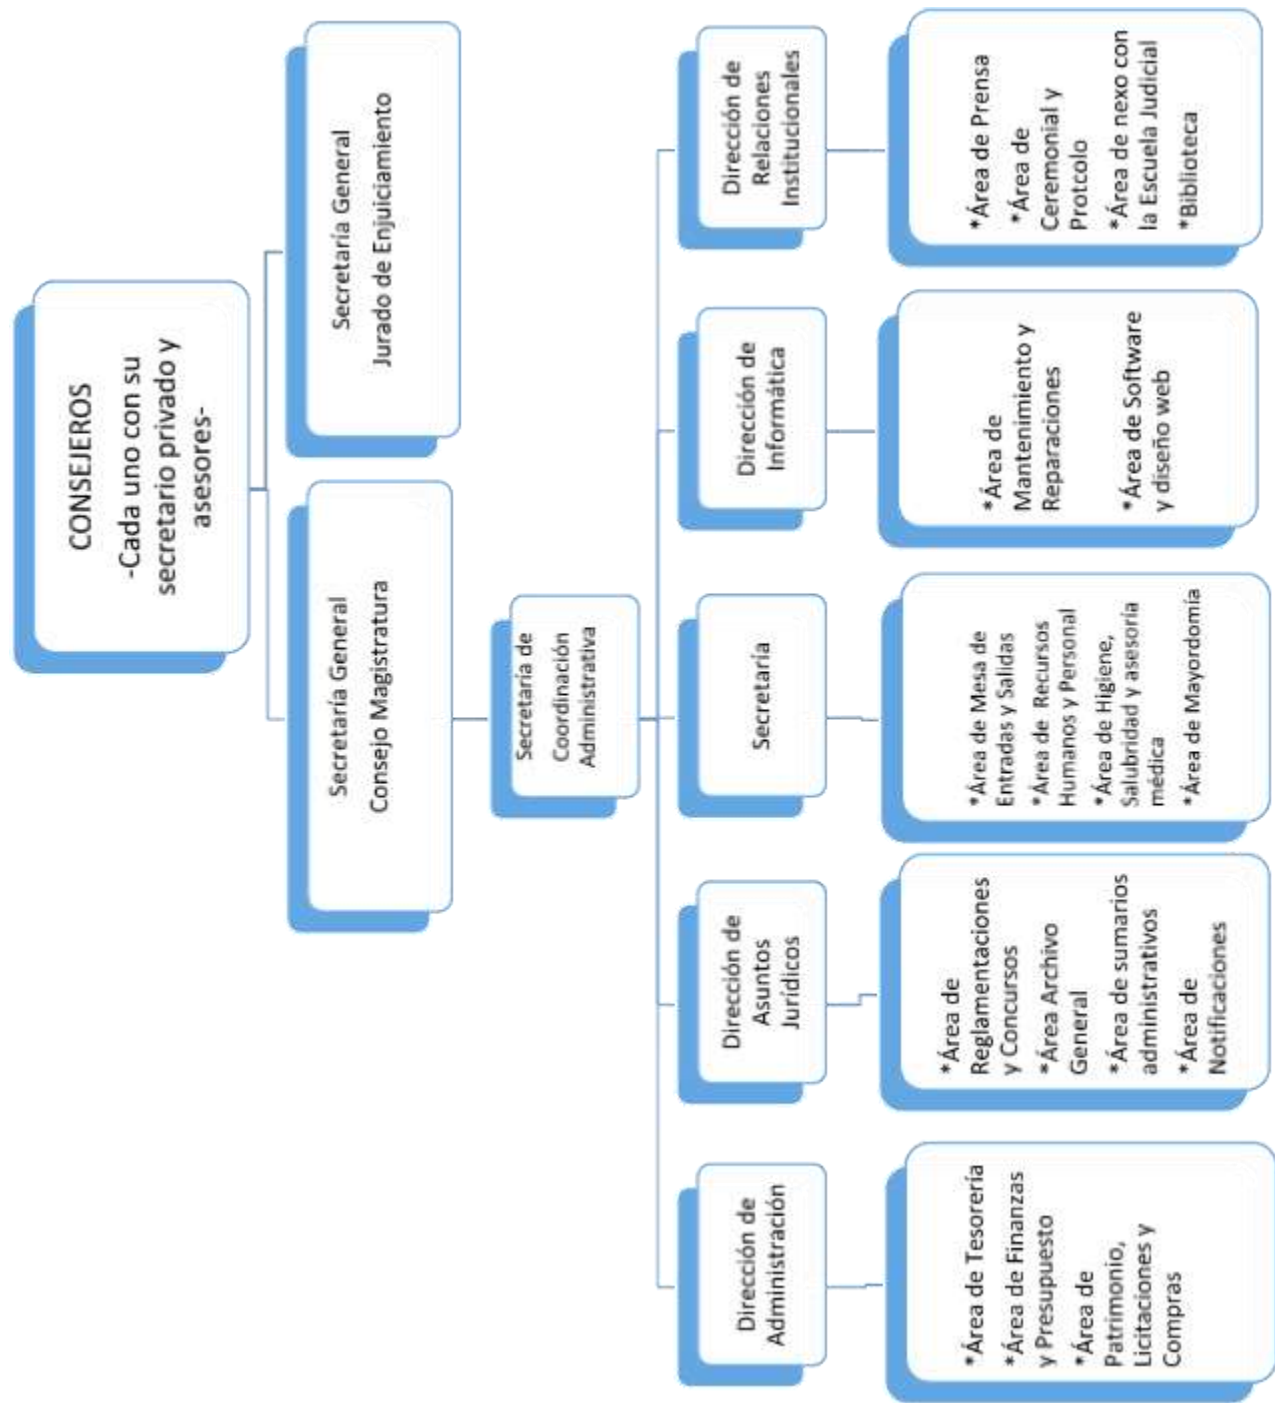 CONSEJEROS
-Cada uno con su
secretario privado y
asesores-
Secretaría General
Consejo Magistratura
Secretaría General
Jurado de Enjuiciamiento
Secretaría de
Coordinación
Administrativa
Dirección de
Administración
Dirección de
Asuntos
Jurídicos
Secretaría
Dirección de
Informática
Dirección de
Relaciones
Institucionales
*Área de Tesorería
*Área de Finanzas
y Presupuesto
*Área de
Patrimonio,
Licitaciones y
Compras
*Área de
Reglamentaciones
y Concursos
*Área Archivo
General
*Área de sumarios
administrativos
*Área de
Notificaciones
*Área de Mesa de
Entradas y Salidas
*Área de Recursos
Humanos y Personal
*Área de Higiene,
Salubridad y asesoría
médica
*Área de Mayordomía
*Área de
Mantenimiento y
Reparaciones
*Área de Software
y diseño web
*Área de Prensa
*Área de
Ceremonial y
Protcolo
*Área de nexo con
la Escuela Judicial
*Biblioteca